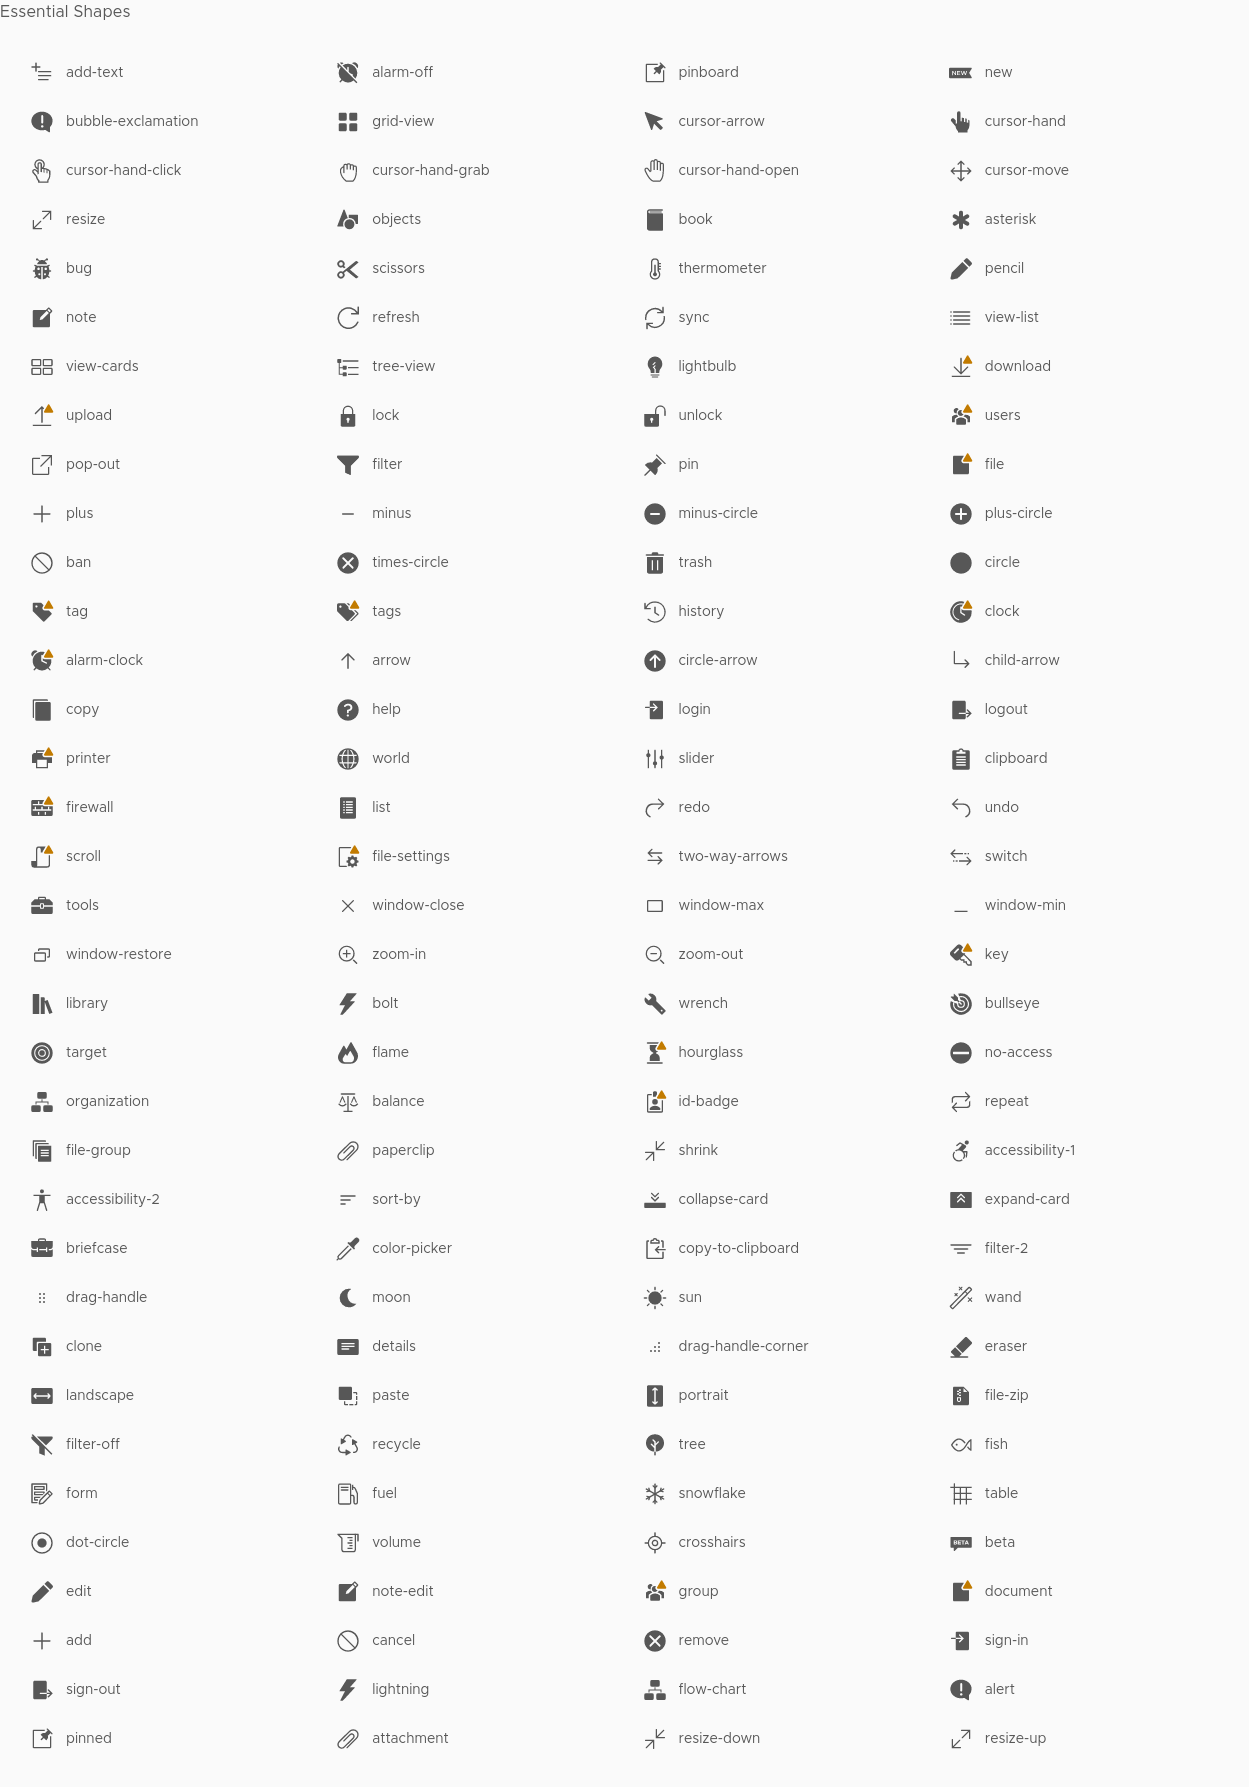 Essential Shapes
add-text alarm-off pinboard NEW new
bubble-exclamation grid-view cursor-arrow cursor-hand
cursor-hand-click cursor-hand-grab cursor-hand-open cursor-move
resize objects book asterisk
bug scissors thermometer pencil
note refresh sync view-list
view-cards tree-view lightbulb download
upload lock unlock users
pop-out filter pin file
plus minus minus-circle plus-circle
ban times-circle trash circle
tag tags history clock
alarm-clock arrow circle-arrow child-arrow
copy help login logout
printer world slider clipboard
firewall list redo undo
scroll file-settings two-way-arrows switch
tools window-close window-max window-min
window-restore zoom-in zoom-out key
library bolt wrench bullseye
target flame hourglass no-access
organization balance id-badge repeat
file-group paperclip shrink accessibility-1
accessibility-2 sort-by collapse-card expand-card
briefcase color-picker copy-to-clipboard filter-2
drag-handle moon sun wand
clone details drag-handle-corner eraser
landscape paste portrait file-zip
filter-off recycle tree fish
form fuel snowflake table
dot-circle volume crosshairs BETA beta
edit note-edit group document
add cancel remove sign-in
sign-out lightning flow-chart alert
pinned attachment resize-down resize-up